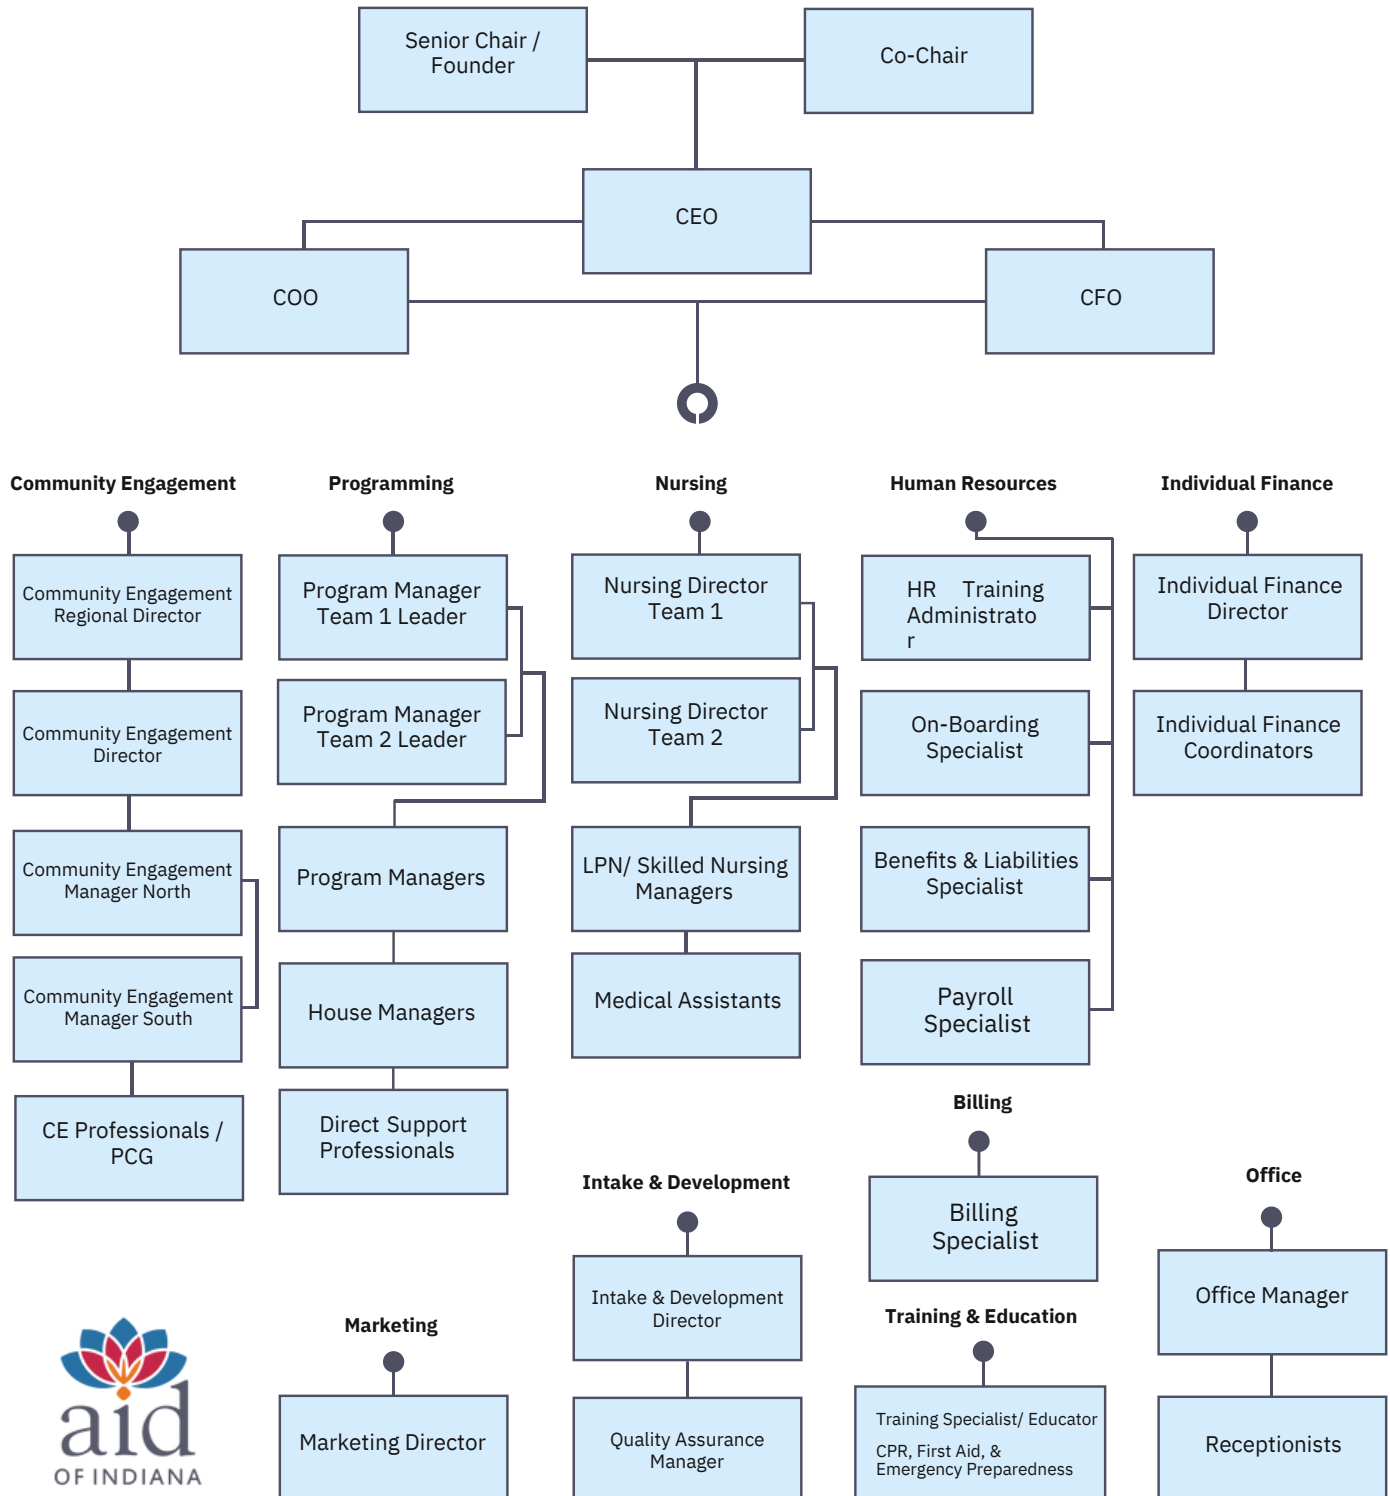 Senior Chair /
Founder
Co-Chair
CEO
COO
CFO
Community Engagement
Community Engagement
Regional Director
Community Engagement
Director
Community Engagement
Manager North
Community Engagement
Manager South
CE Professionals /
PCG
Programming
Program Manager
Team 1 Leader
Program Manager
Team 2 Leader
Program Managers
House Managers
Direct Support
Professionals
Nursing
Nursing Director
Team 1
Nursing Director
Team 2
LPN/ Skilled Nursing
Managers
Medical Assistants
Human Resources
HR Training
Administrato
r
On-Boarding
Specialist
Benefits & Liabilities
Specialist
Payroll
Specialist
Individual Finance
Individual Finance
Director
Individual Finance
Coordinators
Marketing
Marketing Director
Intake & Development
Intake & Development
Director
Quality Assurance
Manager
Billing
Billing
Specialist
Training & Education
Training Specialist/ Educator
CPR, First Aid, &
Emergency Preparedness
Office
Office Manager
Receptionists
aid
OF INDIANA